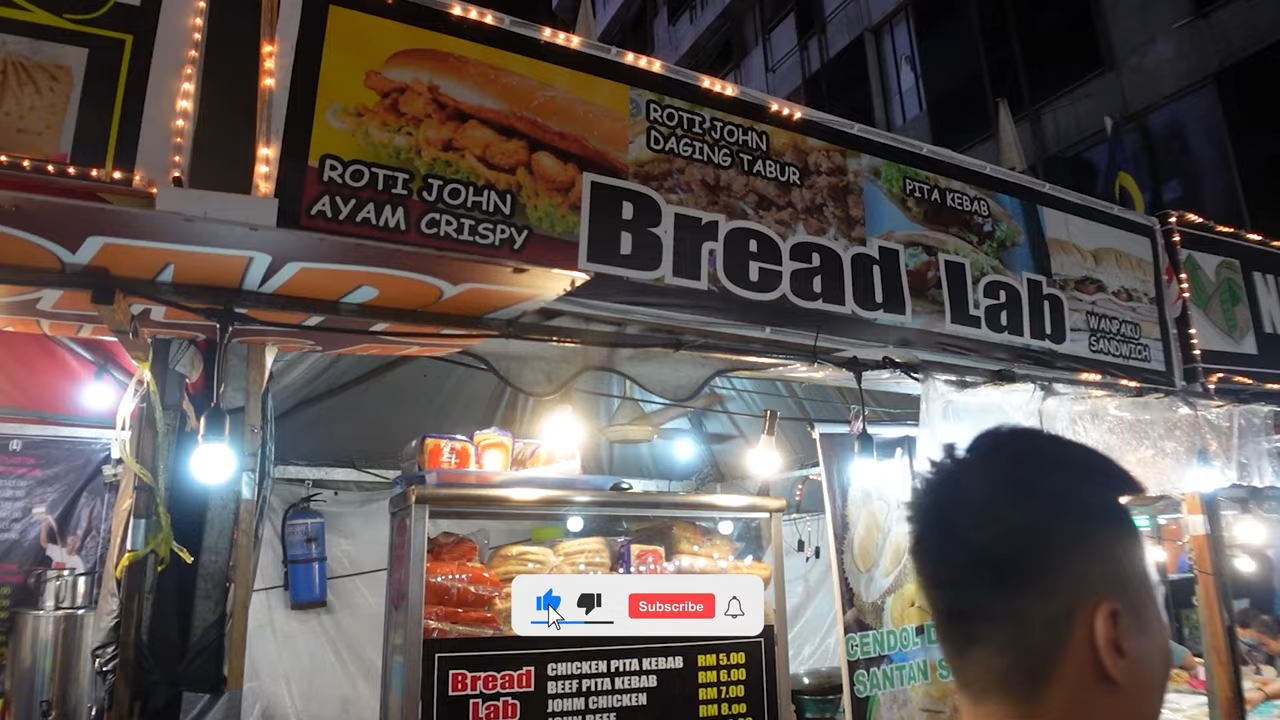 ROTI JOHN
AYAM CRISPY
ROTI JOHN
DAGING TABUR
PITA KEBAB
WANPAKU
SANDWICH
Bread Lab
Subscribe
CENDOL
SANTAN
Bread
Lab
CHICKEN PITA KEBAB RM 5.00
BEEF PITA KEBAB RM 6.00
JOHM CHICKEN RM 7.00
JOHN BEEF RM 8.00